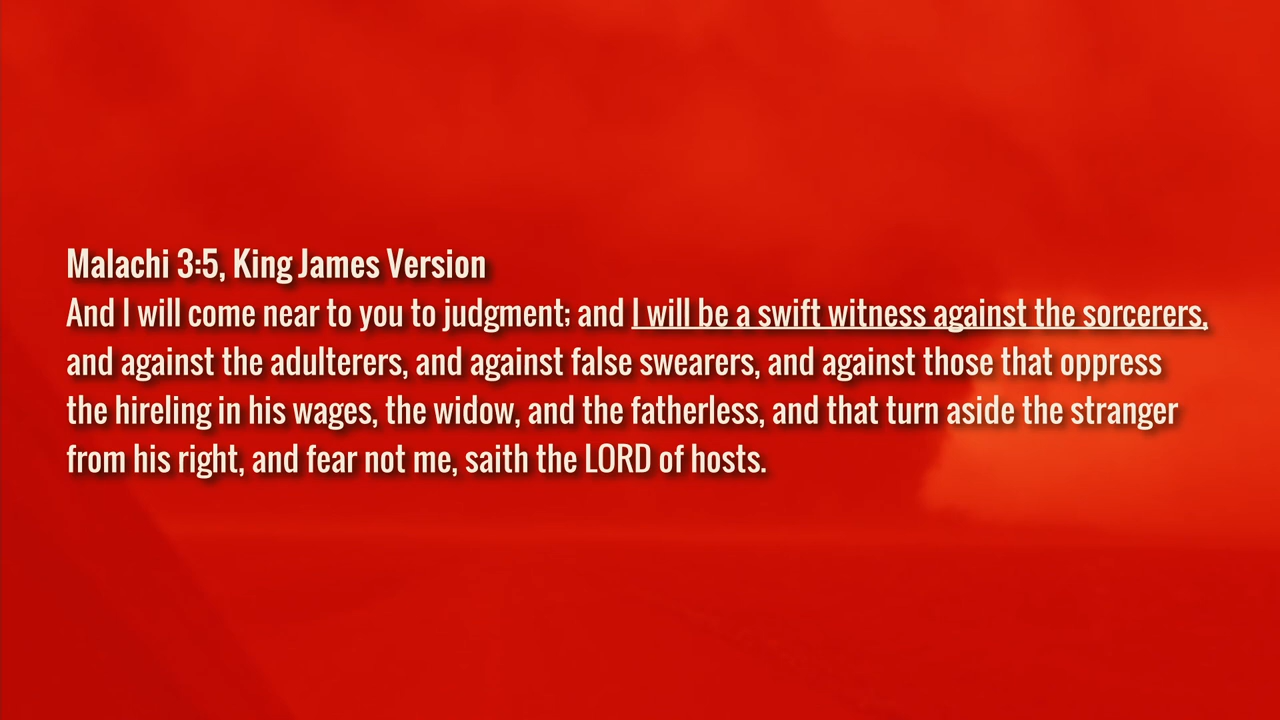 Malachi 3:5, King James Version
And I will come near to you to judgment; and I will be a swift witness against the sorcerers,
and against the adulterers, and against false swearers, and against those that oppress
the hireling in his wages, the widow, and the fatherless, and that turn aside the stranger
from his right, and fear not me, saith the LORD of hosts.